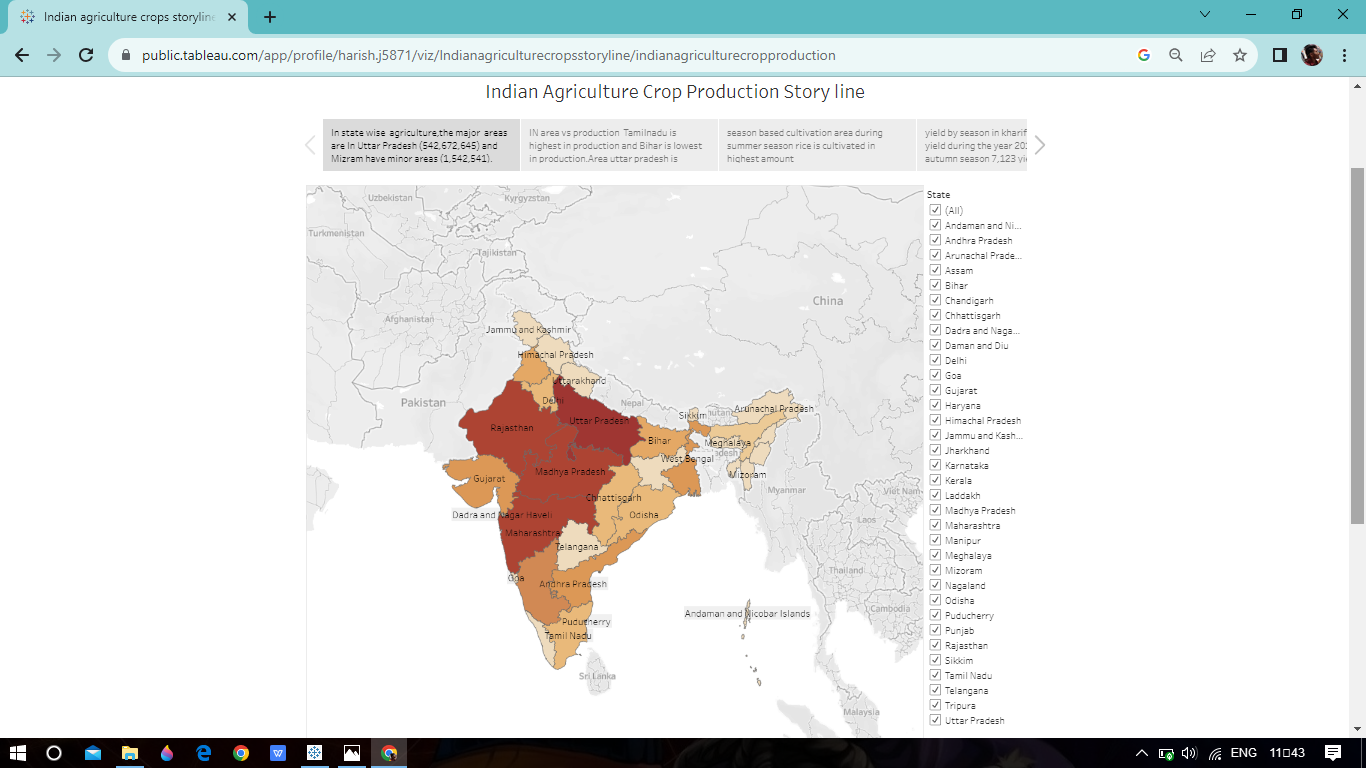 Indian agriculture crops storyline
public.tableau.com/app/profile/harish.j5871/viz/Indianagriculturecropsstoryline/indianagriculturecropproduction
Indian Agriculture Crop Production Story line
In state wise agriculture,the major areas
are In Uttar Pradesh (542,672,645) and
Mizram have minor areas (1,542,541).
IN area vs production Tamilnadu is
highest in production and Bihar is lowest
in production.Area uttar pradesh is
season based cultivation area during
summer season rice is cultivated in
highest amount
yield by season in kharif
yield during the year 20
autumn season 7,123
State
(All)
Andaman and Ni...
Andhra Pradesh
Arunachal Prade...
Assam
Bihar
Chandigarh
Chhattisgarh
Dadra and Naga...
Daman and Diu
Delhi
Goa
Gujarat
Haryana
Himachal Pradesh
Jammu and Kash...
Jharkhand
Karnataka
Kerala
Laddakh
Madhya Pradesh
Maharashtra
Manipur
Meghalaya
Mizoram
Nagaland
Odisha
Puducherry
Punjab
Rajasthan
Sikkim
Tamil Nadu
Telangana
Tripura
Uttar Pradesh
Uzbekistan
Kyrgyzstan
Turkmenistan
Tajikistan
China
Afghanistan
Jammu and Kashmir
Himachal Pradesh
Uttarakhand
Pakistan
Delhi
Nepal
Sikkim
Arunachal Pradesh
Rajasthan
Uttar Pradesh
Bihar
Meghalaya
West Bengal
Madhya Pradesh
Mizoram
Gujarat
Myanmar
Viet Nam
Chhattisgarh
Dadra and Nagar Haveli
Odisha
Laos
Maharashtra
Telangana
Thailand
Goa
Andhra Pradesh
Cambodia
Andaman and Nicobar Islands
Puducherry
Tamil Nadu
Sri Lanka
Malaysia
ENG
11 43